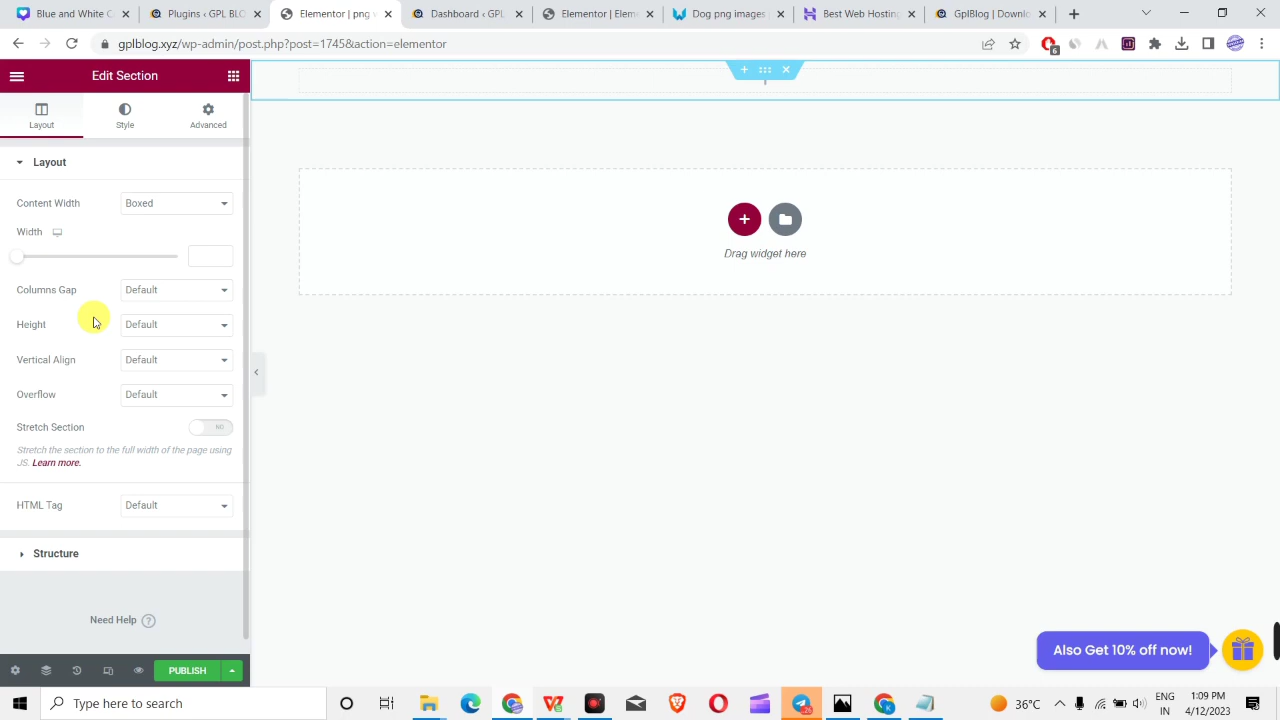 Blue and White G
Plugins ‹ GPL BLO
Elementor | png v
Dashboard ‹ GPL
Elementor | Eleme
Dog png images
Best Web Hosting
GplBlog | Downlo
gplblog.xyz/wp-admin/post.php?post=1745&action=elementor
6
Edit Section
Layout
Style
Advanced
Layout
Content Width
Boxed
Width
Columns Gap
Default
Height
Default
Vertical Align
Default
Overflow
Default
Stretch Section
NO
Stretch the section to the full width of the page using
JS. Learn more.
HTML Tag
Default
Structure
Need Help
?
PUBLISH
Drag widget here
Also Get 10% off now!
Type here to search
36°C
ENG
IN
1:09 PM
4/12/2023